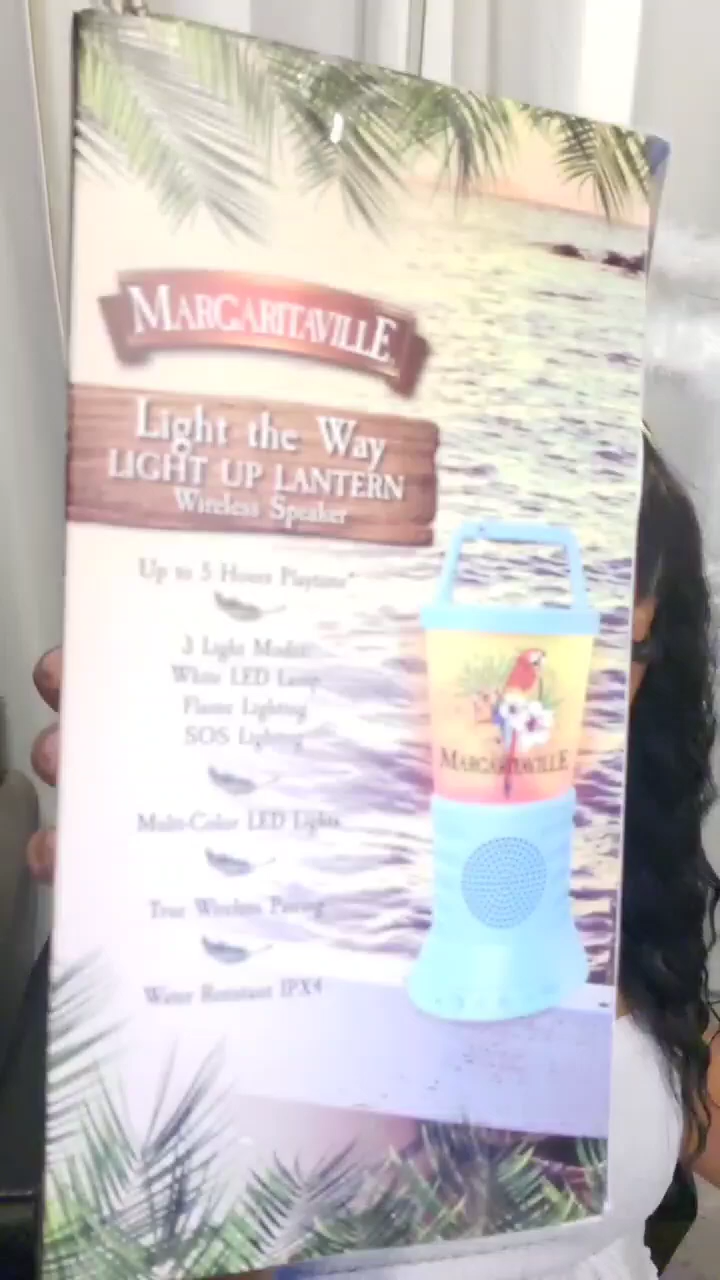 MARGARITAVILLE
Light the Way
LIGHT UP LANTERN
Wireless Speaker
Up to 5 Hours Playtime*
3 Light Modes:
White LED Lamp
Flame Lighting
SOS Lighting
Multi-Color LED Lights
True Wireless Pairing
Water Resistant IPX4
MARGARITAVILLE